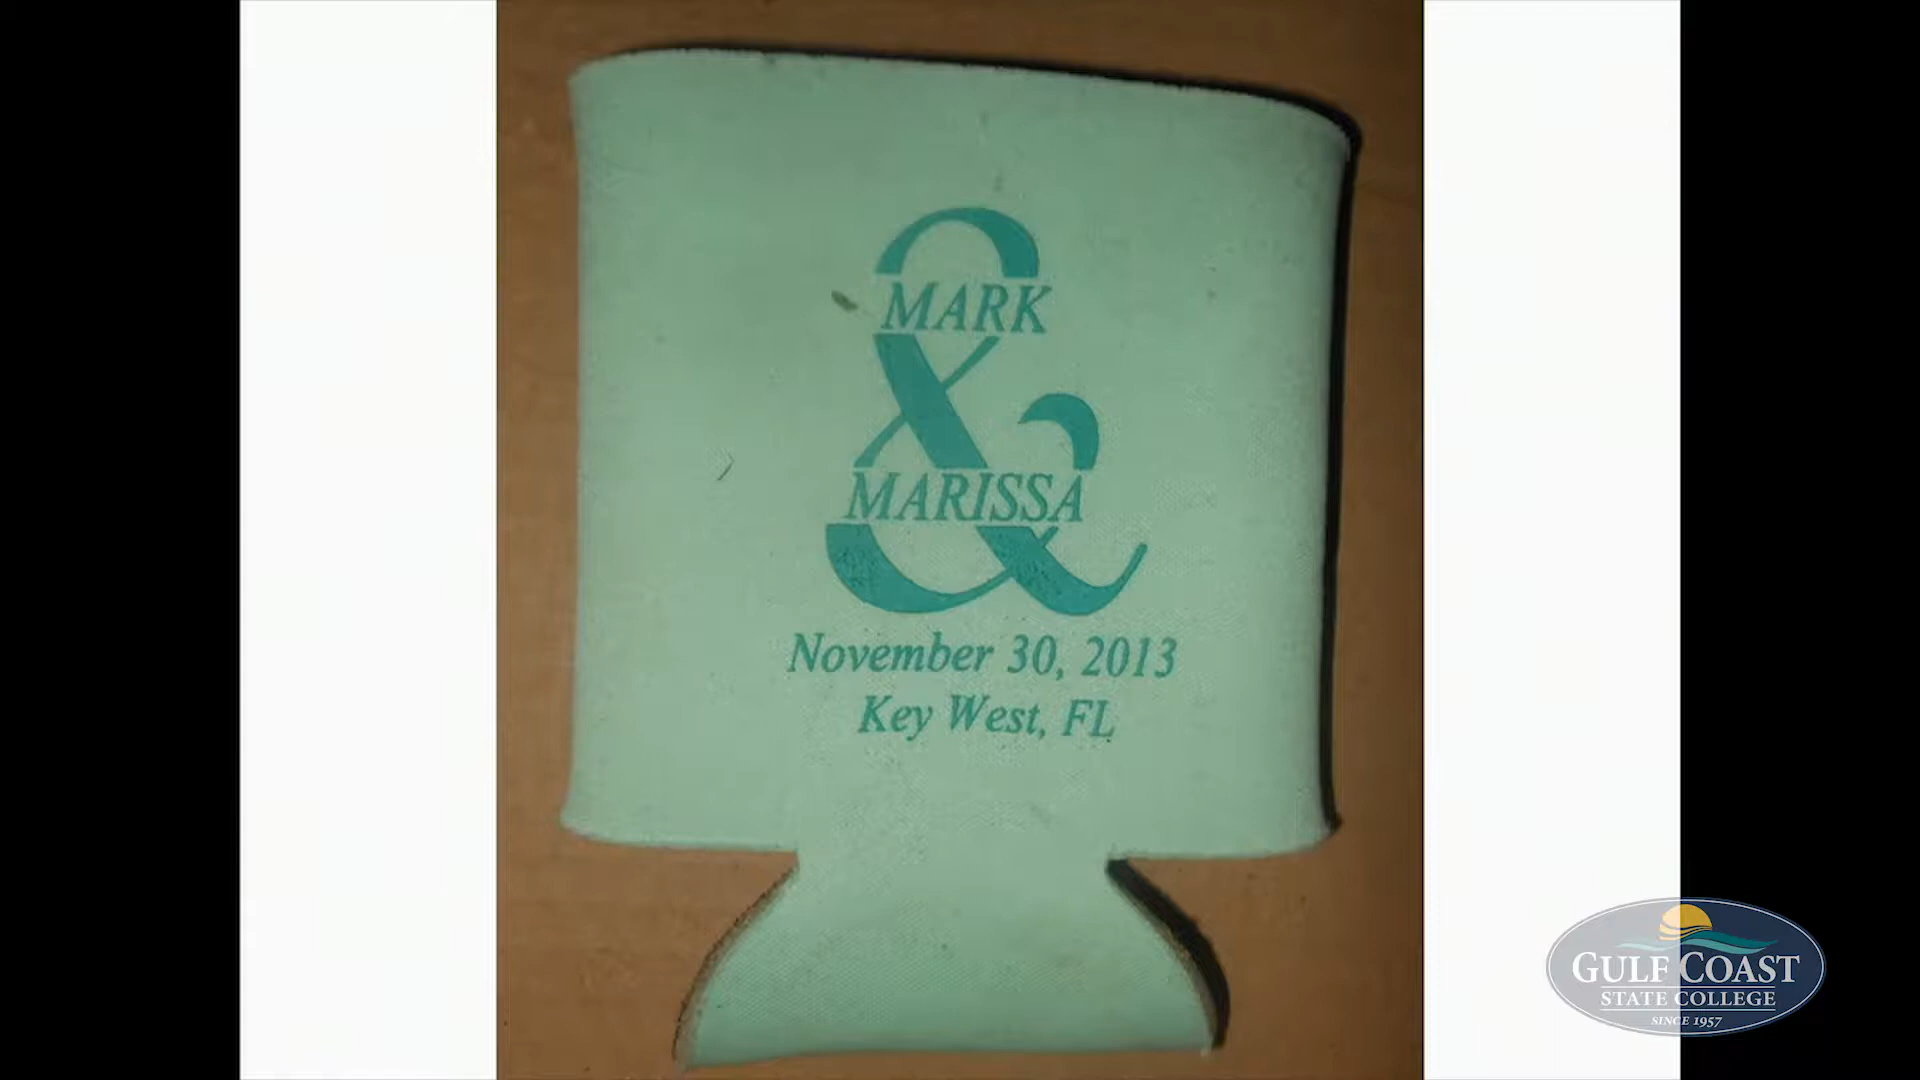 MARK
&
MARISSA
November 30, 2013
Key West, FL
GULF COAST
STATE COLLEGE
SINCE 1957